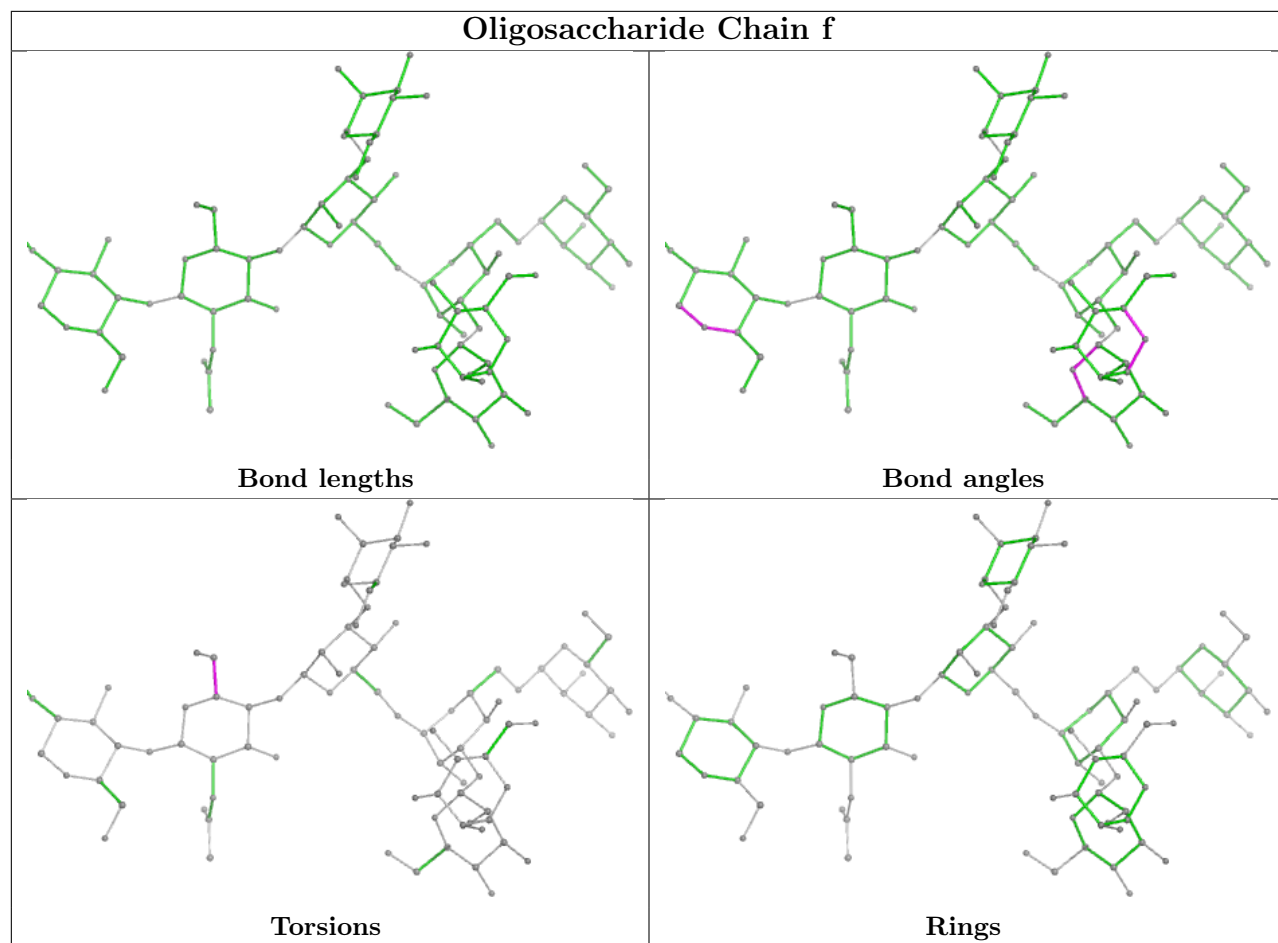 Oligosaccharide Chain f
Bond lengths
Bond angles
Torsions
Rings